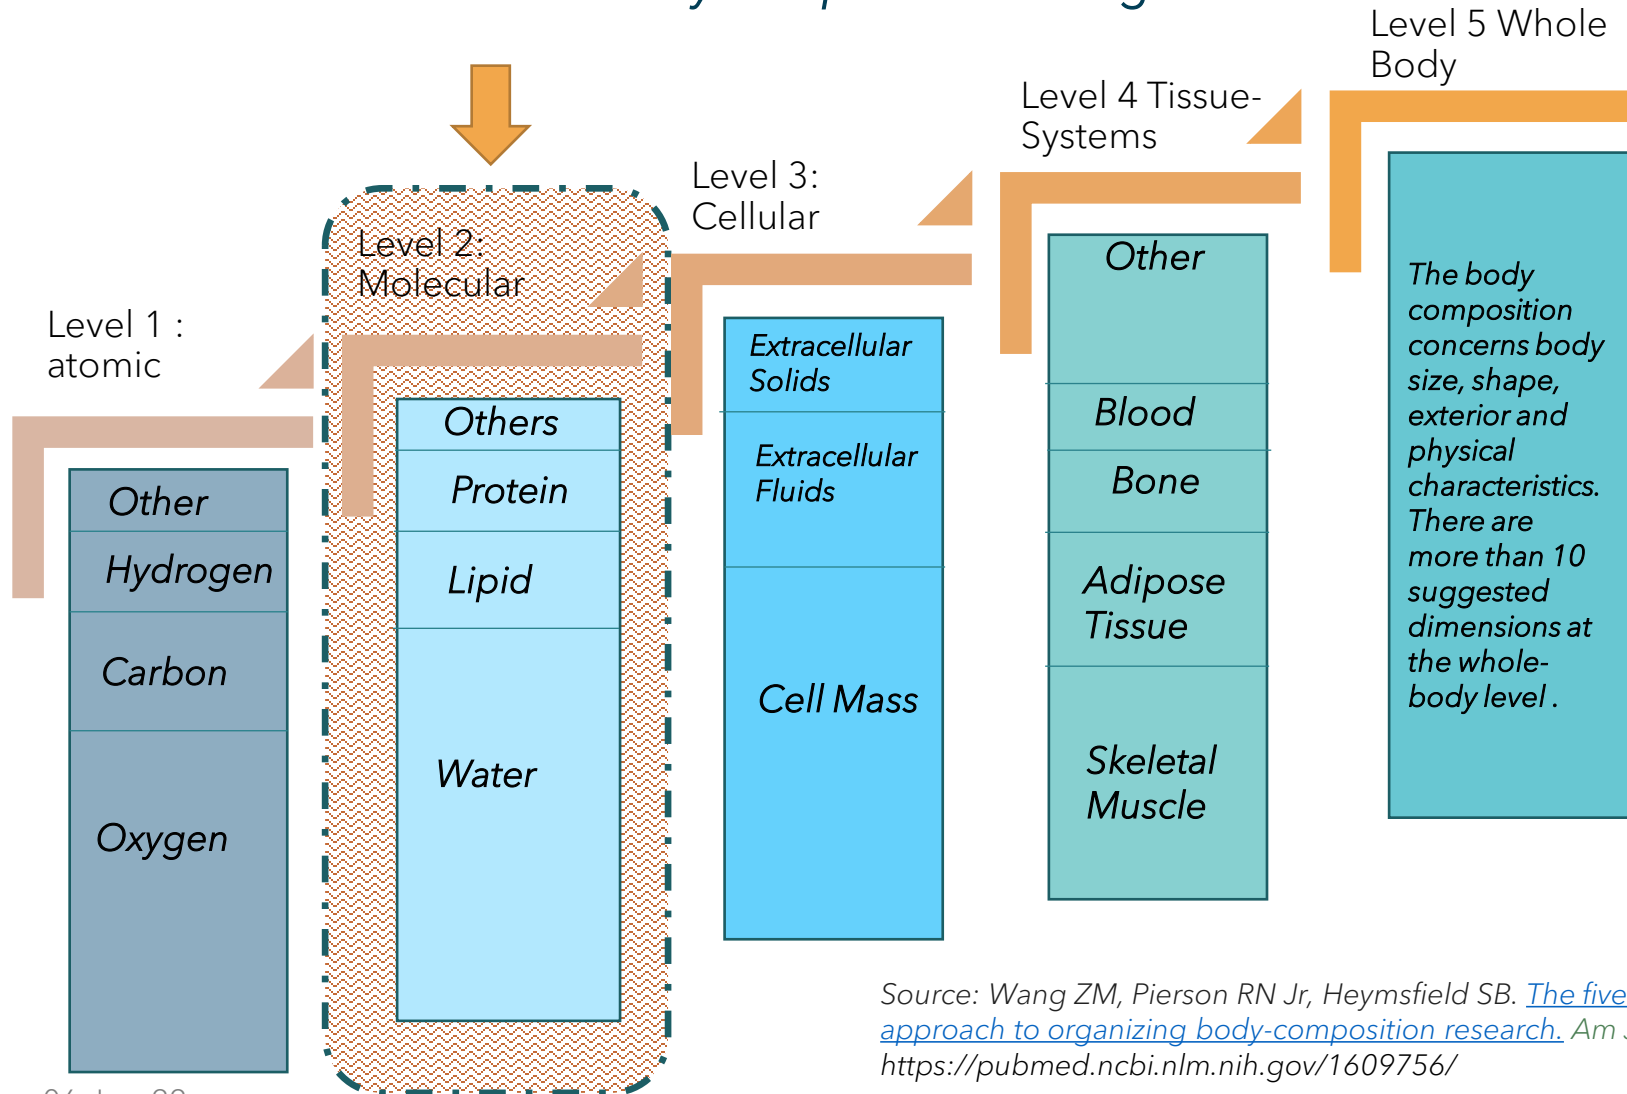 Level 5 Whole
Body
Level 4 Tissue-
Systems
Level 3:
Cellular
Level 2:
Molecular
Level 1 :
atomic
Other
Hydrogen
Carbon
Oxygen
Others
Protein
Lipid
Water
Extracellular
Solids
Extracellular
Fluids
Cell Mass
Other
Blood
Bone
Adipose
Tissue
Skeletal
Muscle
The body
composition
concerns body
size, shape,
exterior and
physical
characteristics.
There are
more than 10
suggested
dimensions at
the whole-
body level .
Source: Wang ZM, Pierson RN Jr, Heymsfield SB. The five
approach to organizing body-composition research. Am J
https://pubmed.ncbi.nlm.nih.gov/1609756/